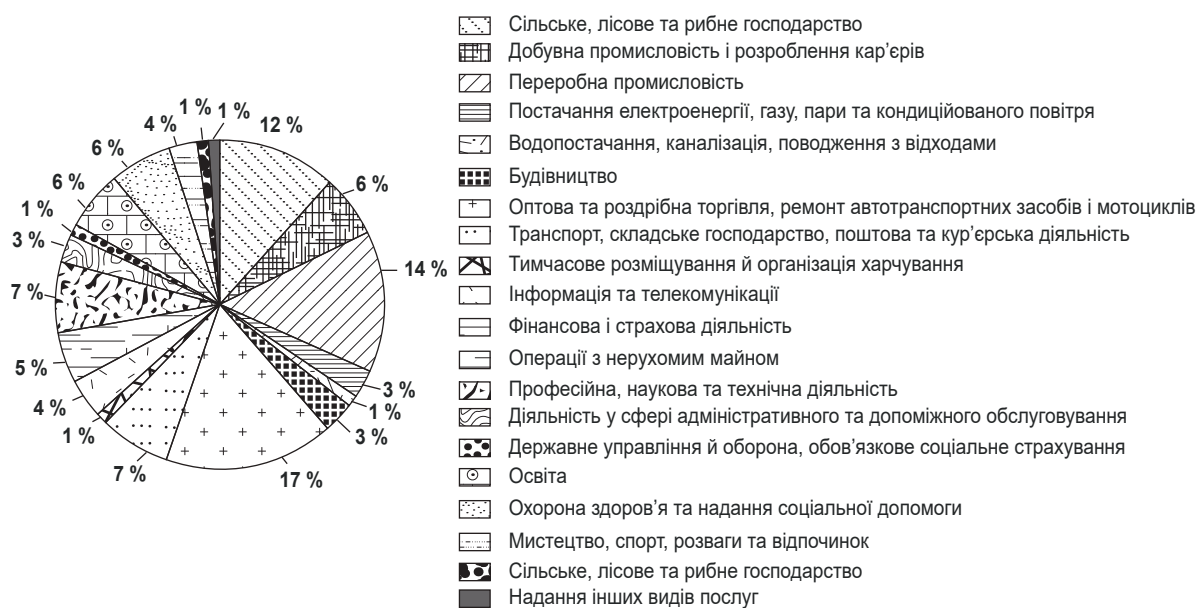 Сільське, лісове та рибне господарство
Добувна промисловість і розроблення кар’єрів
Переробна промисловість
Постачання електроенергії, газу, пари та кондиційованого повітря
Водопостачання, каналізація, поводження з відходами
Будівництво
Оптова та роздрібна торгівля, ремонт автотранспортних засобів і мотоциклів
Транспорт, складське господарство, поштова та кур’єрська діяльність
Тимчасове розміщування й організація харчування
Інформація та телекомунікації
Фінансова і страхова діяльність
Операції з нерухомим майном
Професійна, наукова та технічна діяльність
Діяльність у сфері адміністративного та допоміжного обслуговування
Державне управління й оборона, обов’язкове соціальне страхування
Освіта
Охорона здоров’я та надання соціальної допомоги
Мистецтво, спорт, розваги та відпочинок
Сільське, лісове та рибне господарство
Надання інших видів послуг
12 %
6 %
14 %
3 %
1 %
3 %
17 %
7 %
1 %
4 %
5 %
7 %
3 %
1 %
6 %
6 %
4 %
1 %
1 %